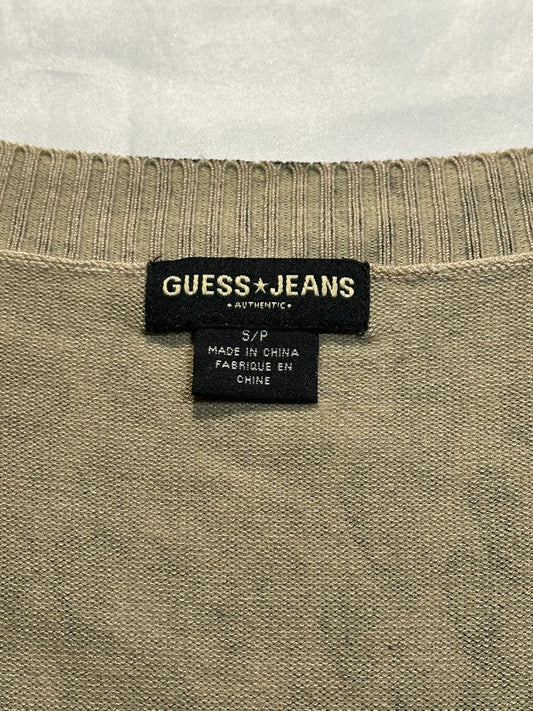 GUESS★JEANS
• AUTHENTIC •
S/P
MADE IN CHINA
FABRIQUE EN
CHINE